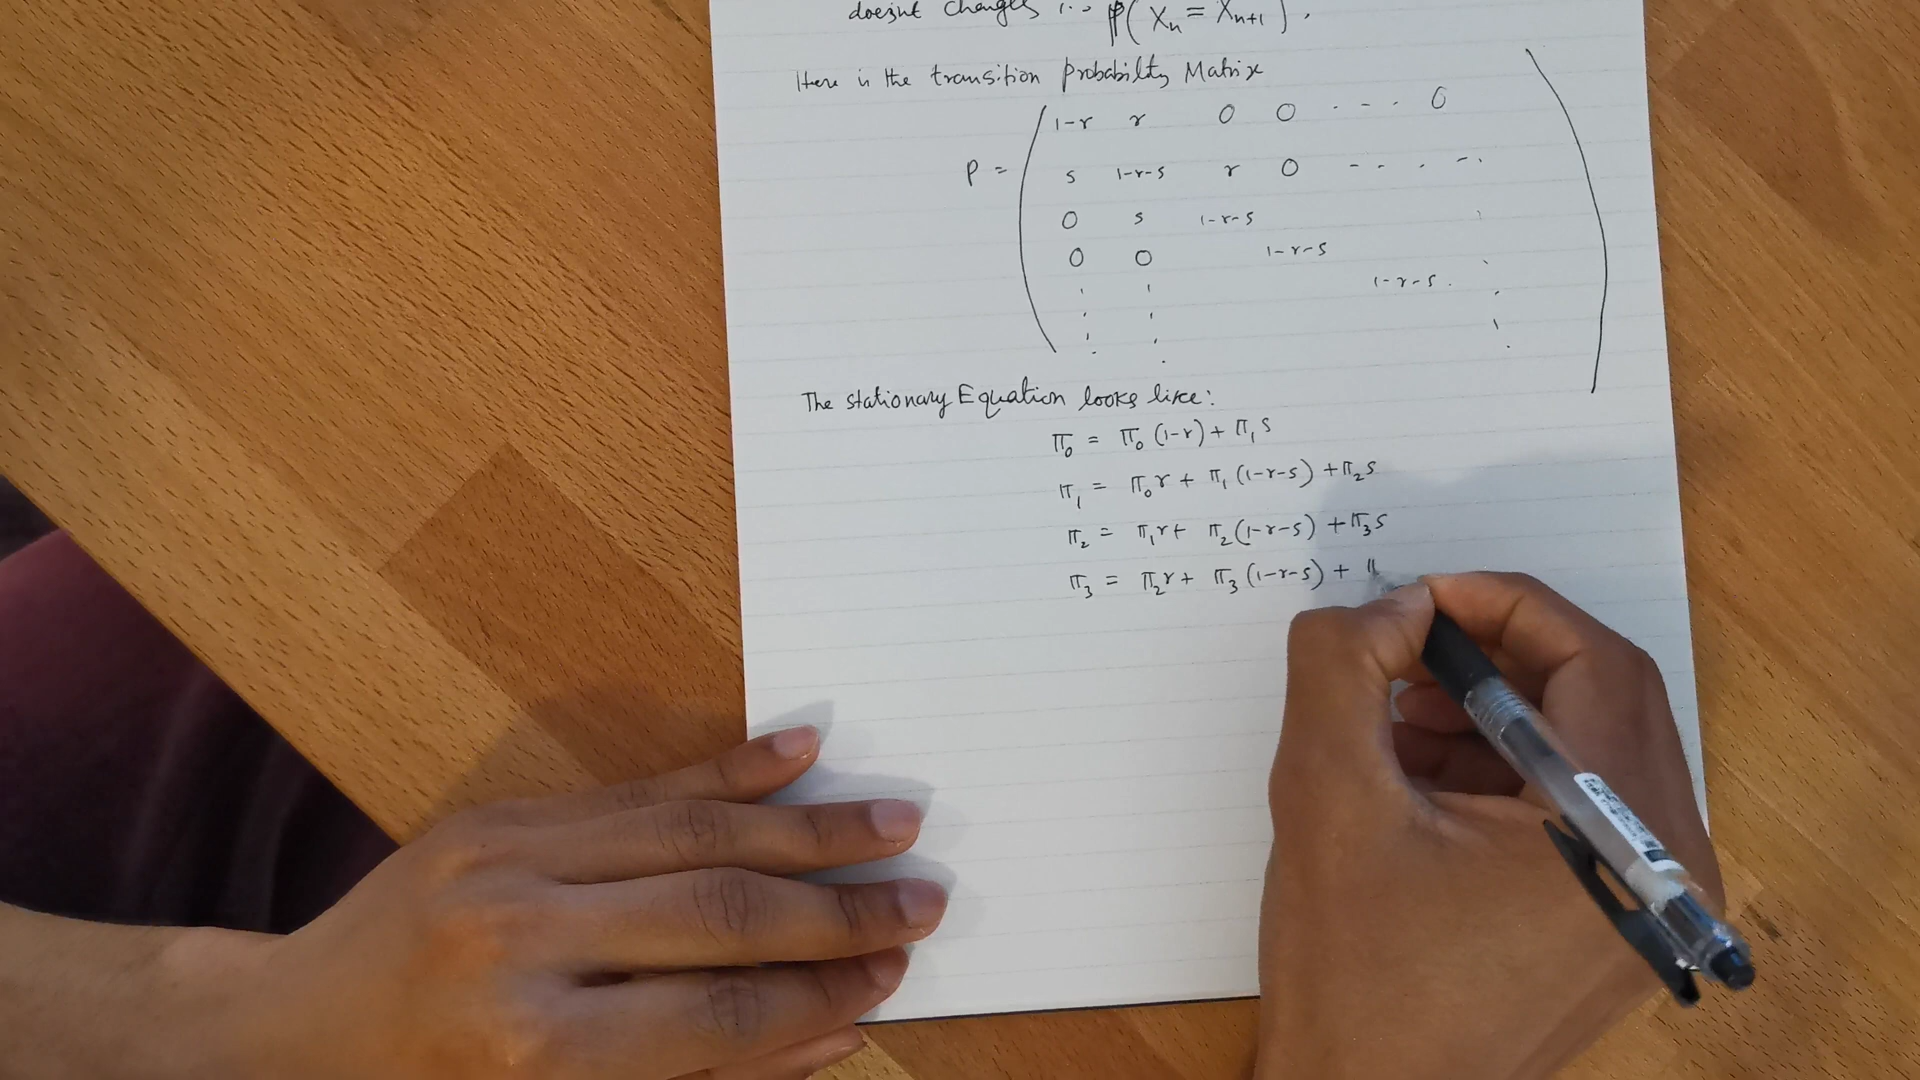 doesnt changes i.e P( Xn = Xn+1 ).
Here is the transition probability Matrix
1-r r 0 0 . - - . 0
P = s 1-r-s r 0 - - . . - .
0 s 1-r-s
0 0 1-r-s
1-r-s .
The stationary Equation looks like:
π₀ = π₀ (1-r) + π₁ s
π₁ = π₀ r + π₁ (1-r-s) + π₂ s
π₂ = π₁ r + π₂ (1-r-s) + π₃ s
π₃ = π₂ r + π₃ (1-r-s) +